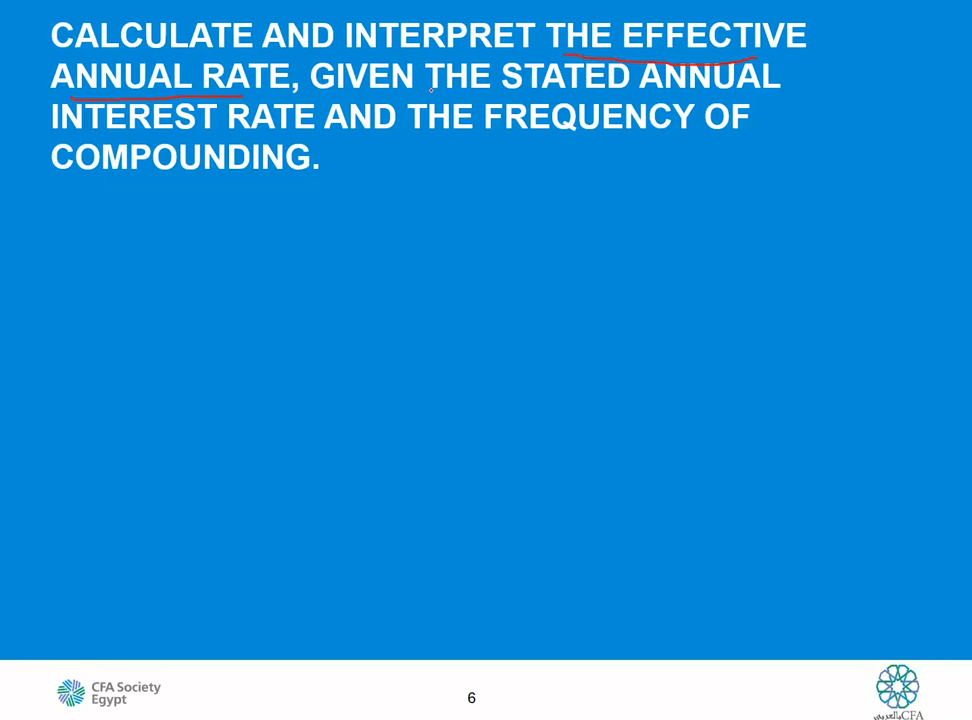 CALCULATE AND INTERPRET THE EFFECTIVE
ANNUAL RATE, GIVEN THE STATED ANNUAL
INTEREST RATE AND THE FREQUENCY OF
COMPOUNDING.
CFA Society
Egypt
6
CFAبالعربي